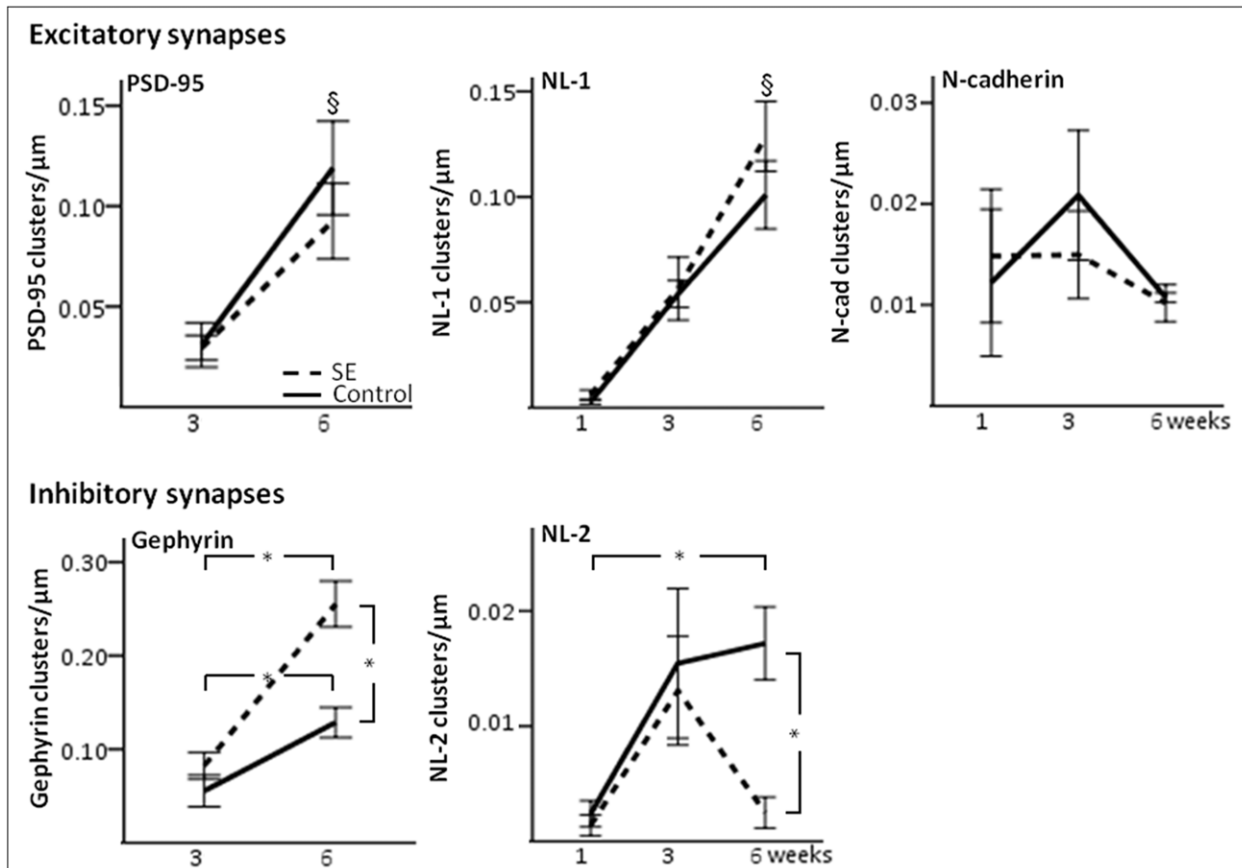 Excitatory synapses
PSD-95
PSD-95 clusters/µm
0.15
0.10
0.05
§
SE
Control
3 6
NL-1
NL-1 clusters/µm
0.15
0.10
0.05
§
1 3 6
N-cadherin
N-cad clusters/µm
0.03
0.02
0.01
1 3 6 weeks
Inhibitory synapses
Gephyrin
Gephyrin clusters/µm
0.30
0.20
0.10
*
*
*
3 6
NL-2
NL-2 clusters/µm
0.02
0.01
*
*
1 3 6 weeks